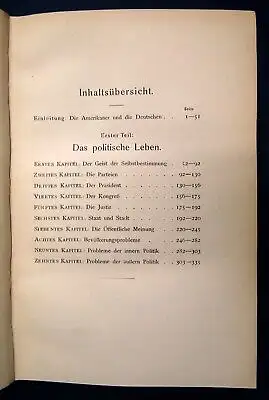 Inhaltsübersicht.
Seite
Einleitung: Die Amerikaner und die Deutschen . . 1—51
Erster Teil:
Das politische Leben.
Erstes Kapitel: Der Geist der Selbstbestimmung . 52—92
Zweites Kapitel: Die Parteien . . . . . 92—130
Drittes Kapitel: Der Präsident . . . . . 130—156
Viertes Kapitel: Der Kongreß . . . . . 156—175
Fünftes Kapitel: Die Justiz . . . . . 175—192
Sechstes Kapitel: Staat und Stadt . . . . . 192—220
Siebentes Kapitel: Die Öffentliche Meinung . . 220—245
Achtes Kapitel: Bevölkerungsprobleme . . . 246—282
Neuntes Kapitel: Probleme der innern Politik . 282—303
Zehntes Kapitel: Probleme der äußern Politik . 303—335